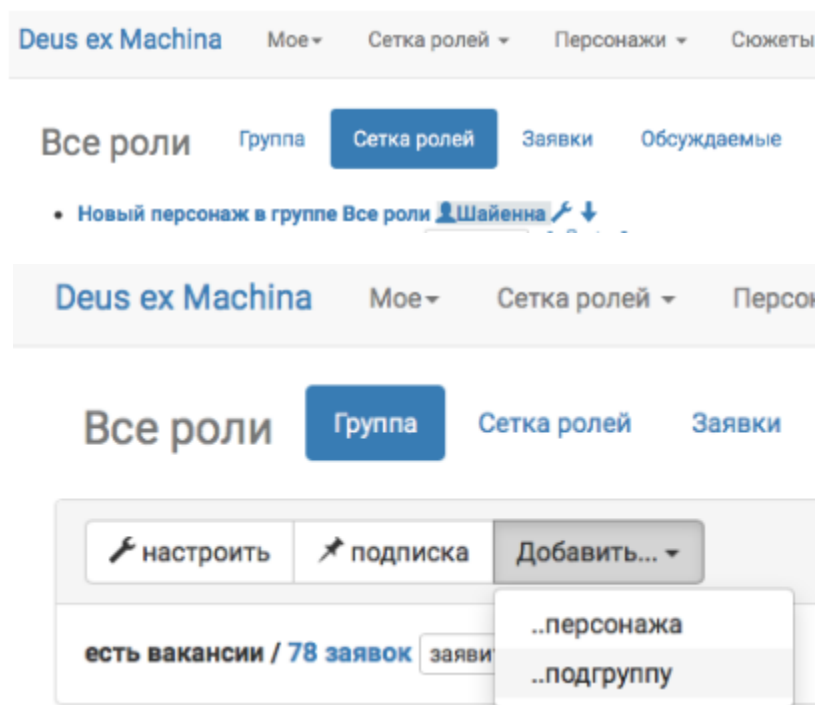 Deus ex Machina Мое Сетка ролей Персонажи Сюжеты
Все роли Группа Сетка ролей Заявки Обсуждаемые
Новый персонаж в группе Все роли Шайенна
Deus ex Machina Мое Сетка ролей
Все роли Группа Сетка ролей Заявки
настроить подписка Добавить...
..персонажа
есть вакансии / 78 заявок
..подгруппу